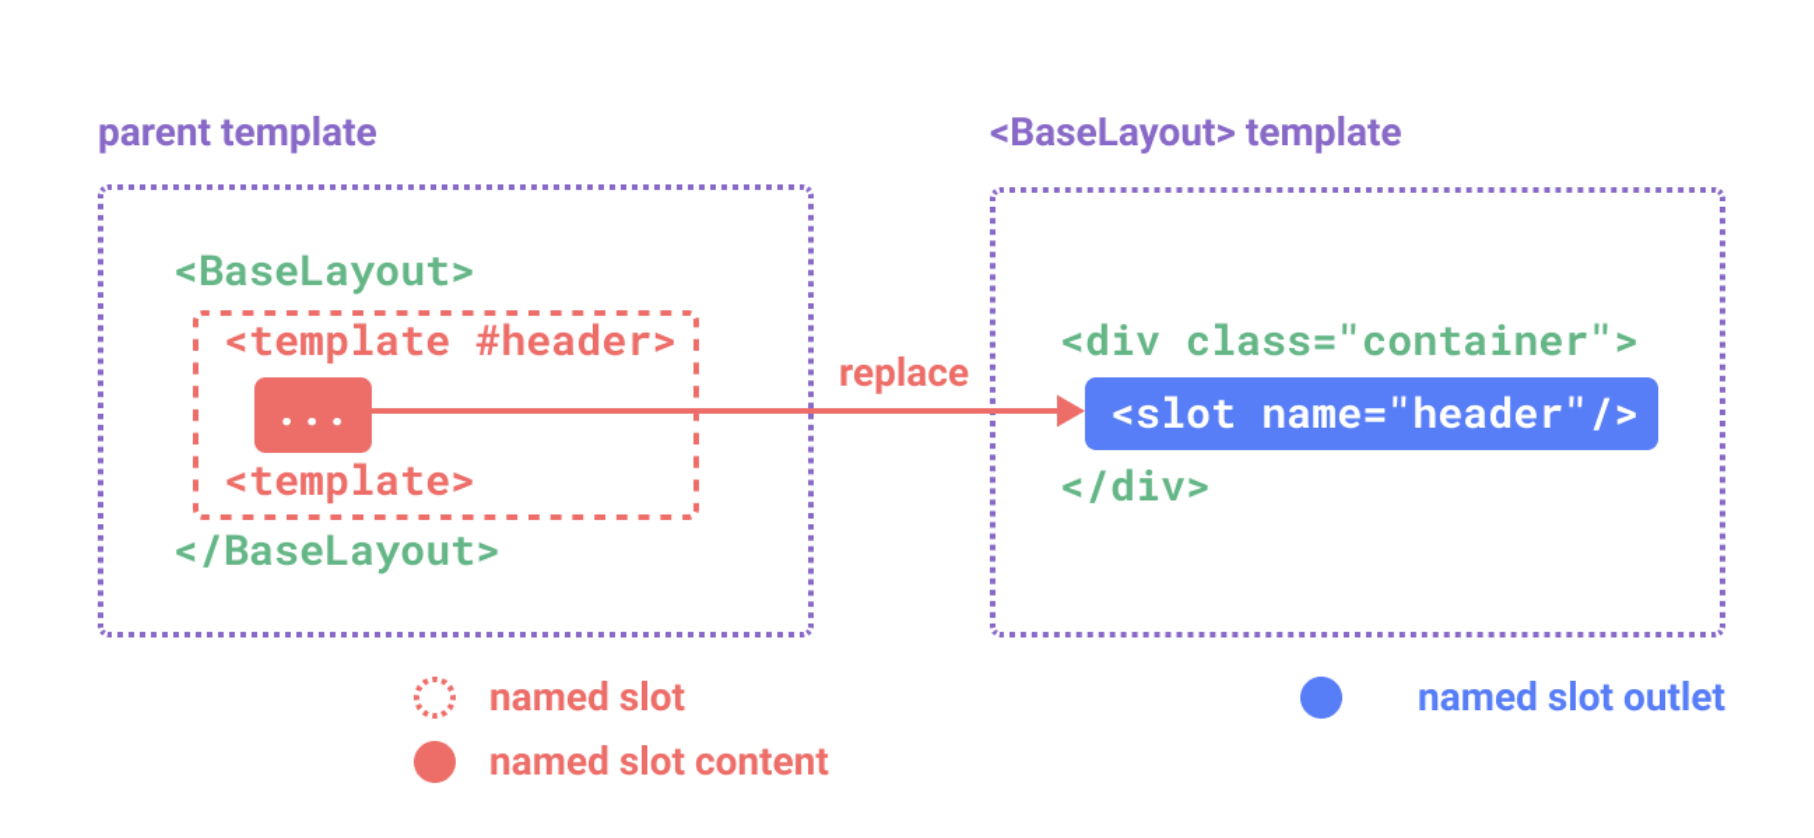 parent template
<BaseLayout>
<template #header>
...
<template>
</BaseLayout>
replace
<BaseLayout> template
<div class="container">
<slot name="header"/>
</div>
named slot
named slot content
named slot outlet